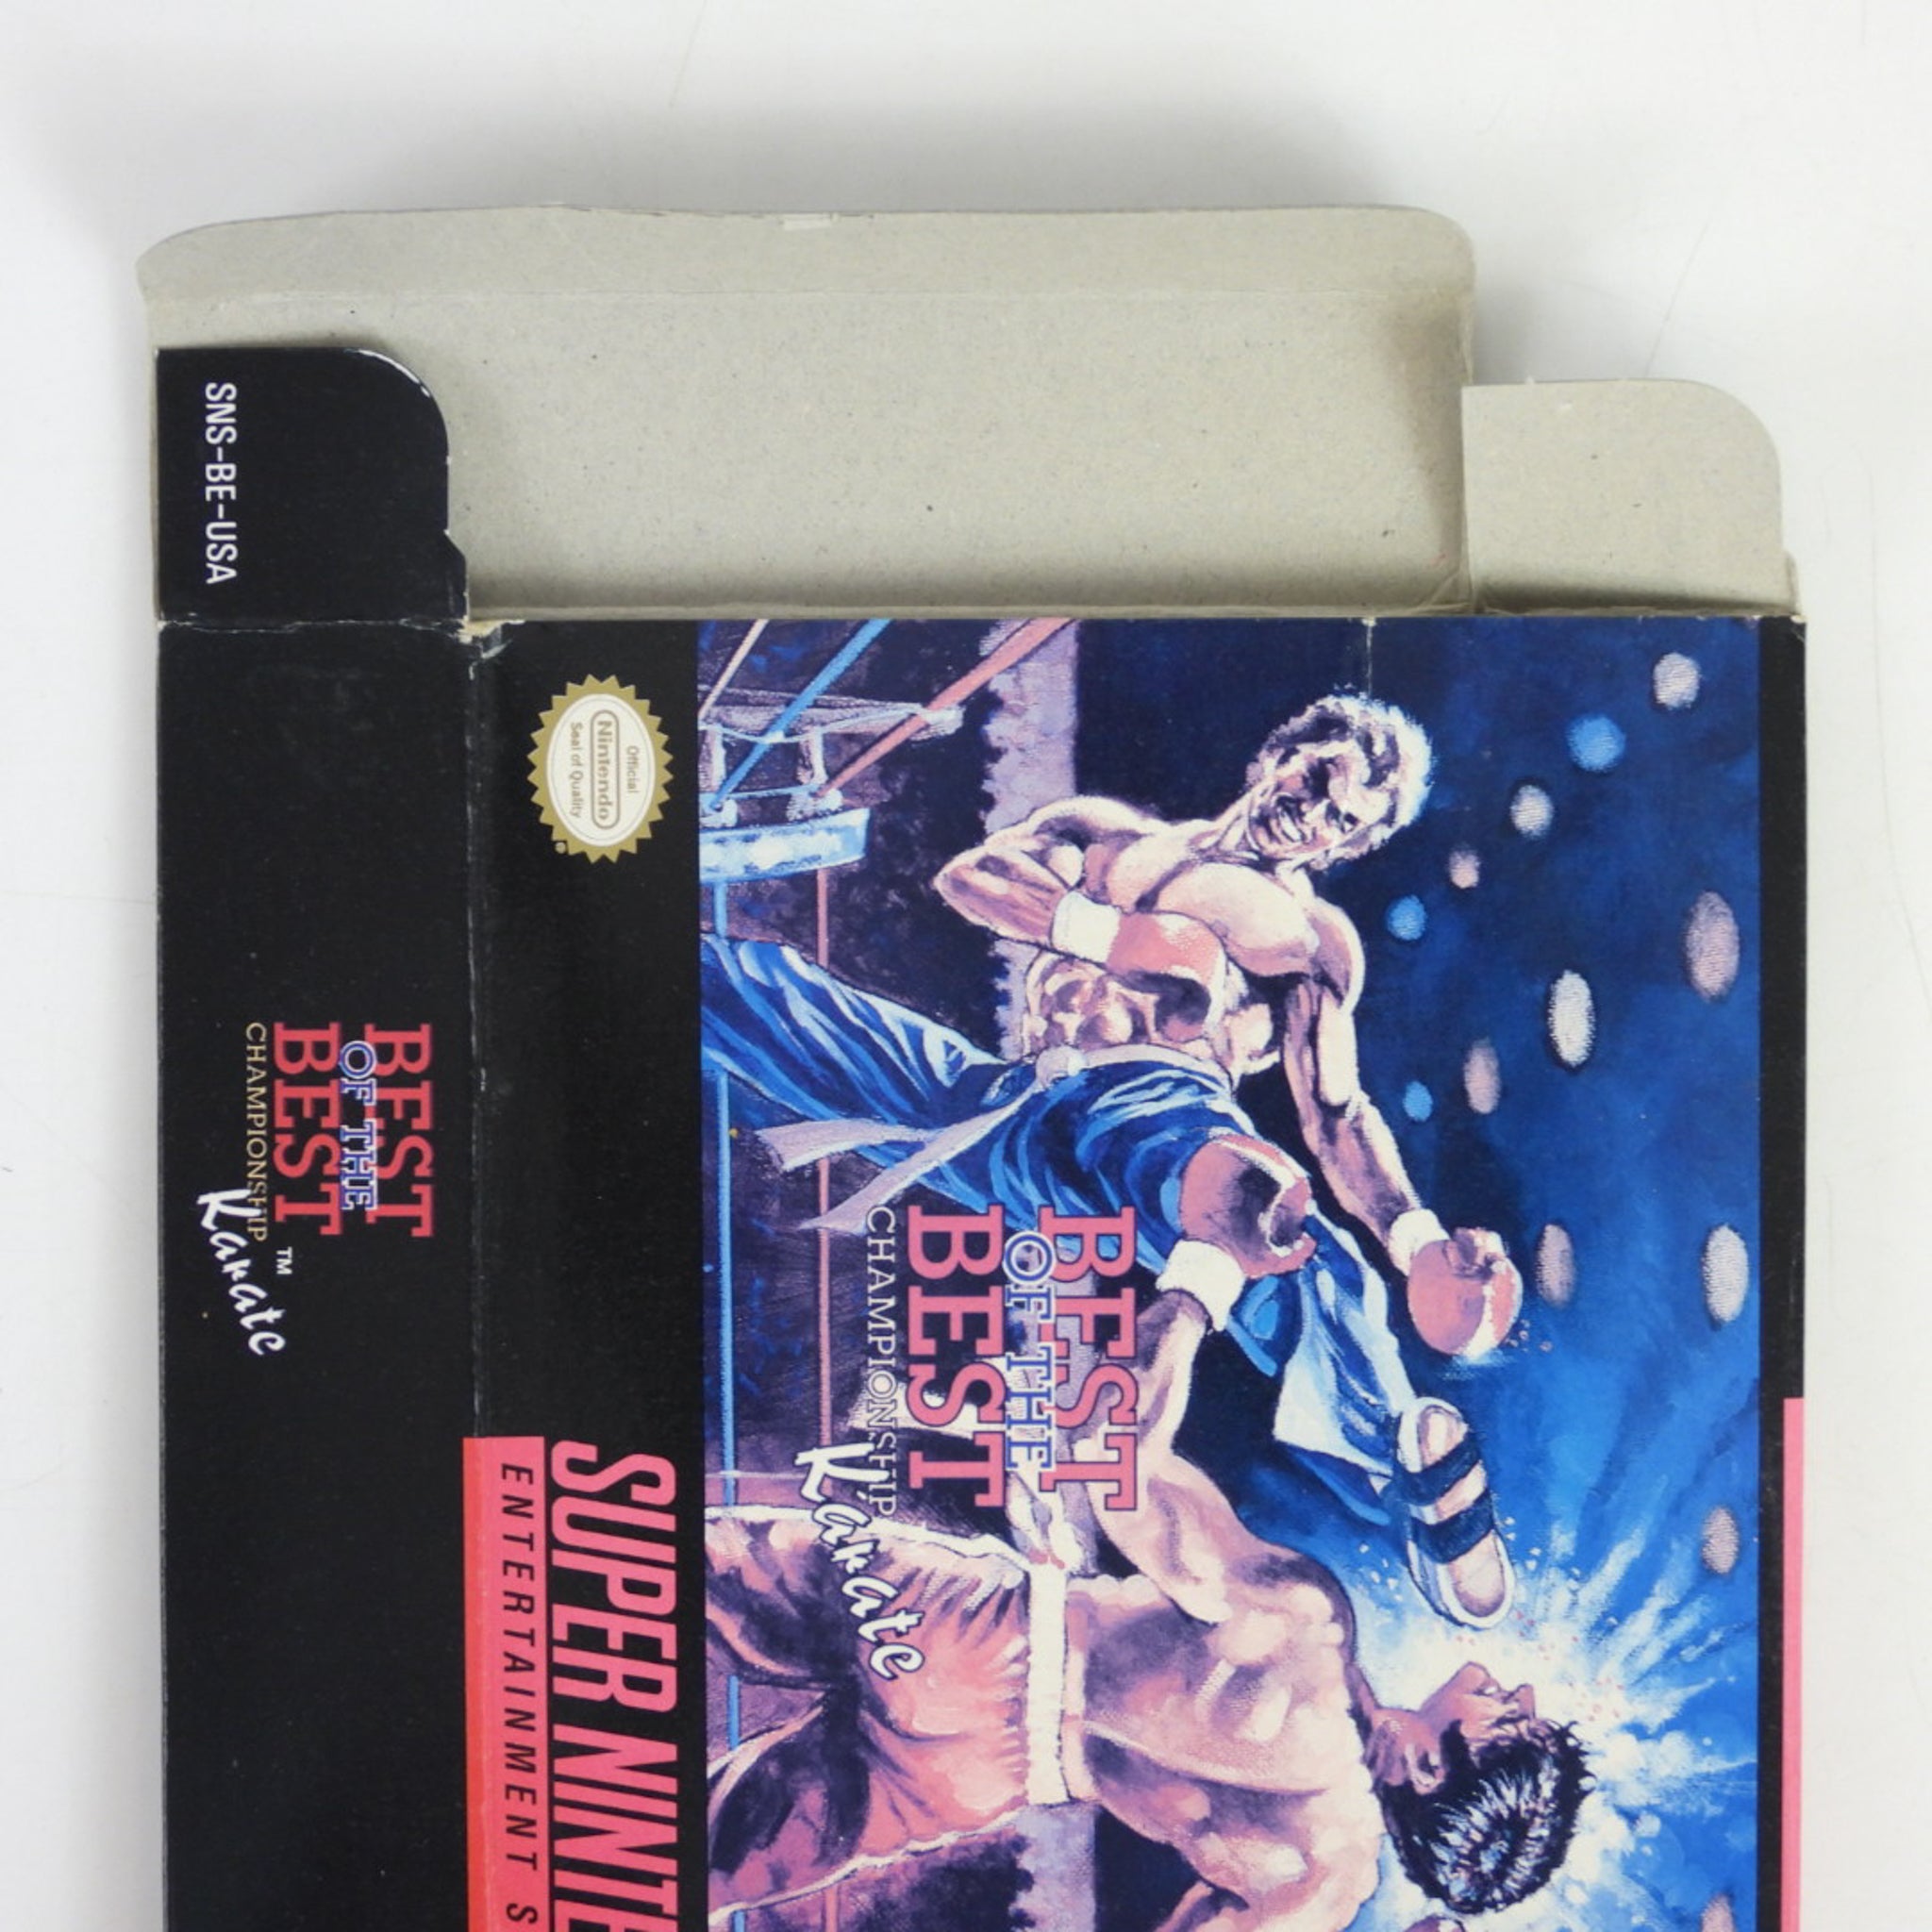 SNS-BE-USA
BEST
OF THE
BEST
CHAMPIONSHIP
Karate
TM
Official
Nintendo
Seal of Quality
®
BEST
OF THE
BEST
CHAMPIONSHIP
Karate
SUPER NINTE
ENTERTAINMENT S